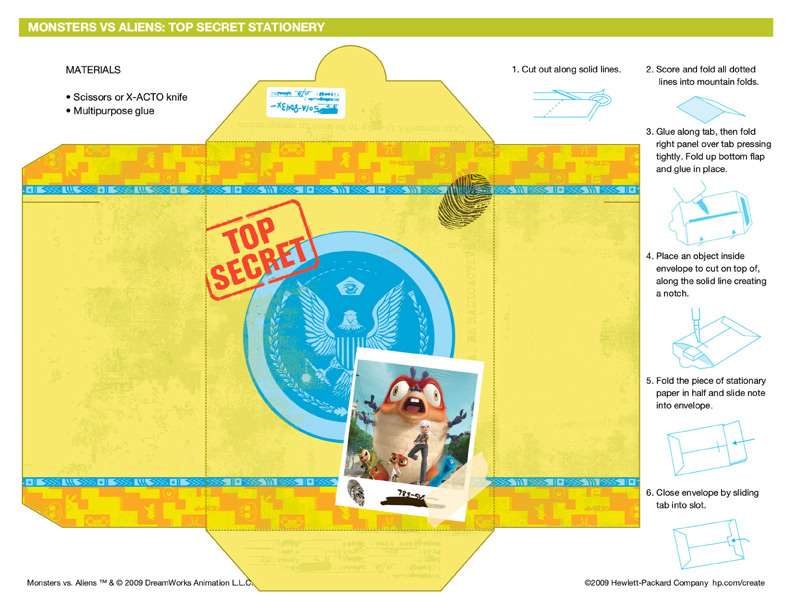 MONSTERS VS ALIENS: TOP SECRET STATIONERY
MATERIALS
• Scissors or X-ACTO knife
• Multipurpose glue
1. Cut out along solid lines.
2. Score and fold all dotted
lines into mountain folds.
3. Glue along tab, then fold
right panel over tab pressing
tightly. Fold up bottom flap
and glue in place.
4. Place an object inside
envelope to cut on top of,
along the solid line creating
a notch.
5. Fold the piece of stationary
paper in half and slide note
into envelope.
6. Close envelope by sliding
tab into slot.
TOP
SECRET
Monsters vs. Aliens ™ & © 2009 DreamWorks Animation L.L.C.
©2009 Hewlett-Packard Company hp.com/create